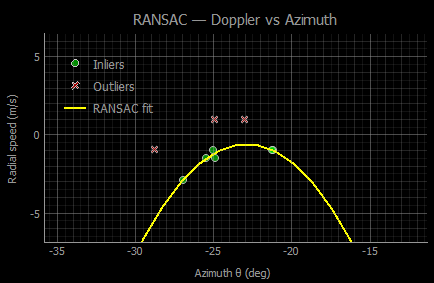 RANSAC — Doppler vs Azimuth
Inliers
Outliers
RANSAC fit
Radial speed (m/s)
5
0
-5
-35
-30
-25
-20
-15
Azimuth θ (deg)